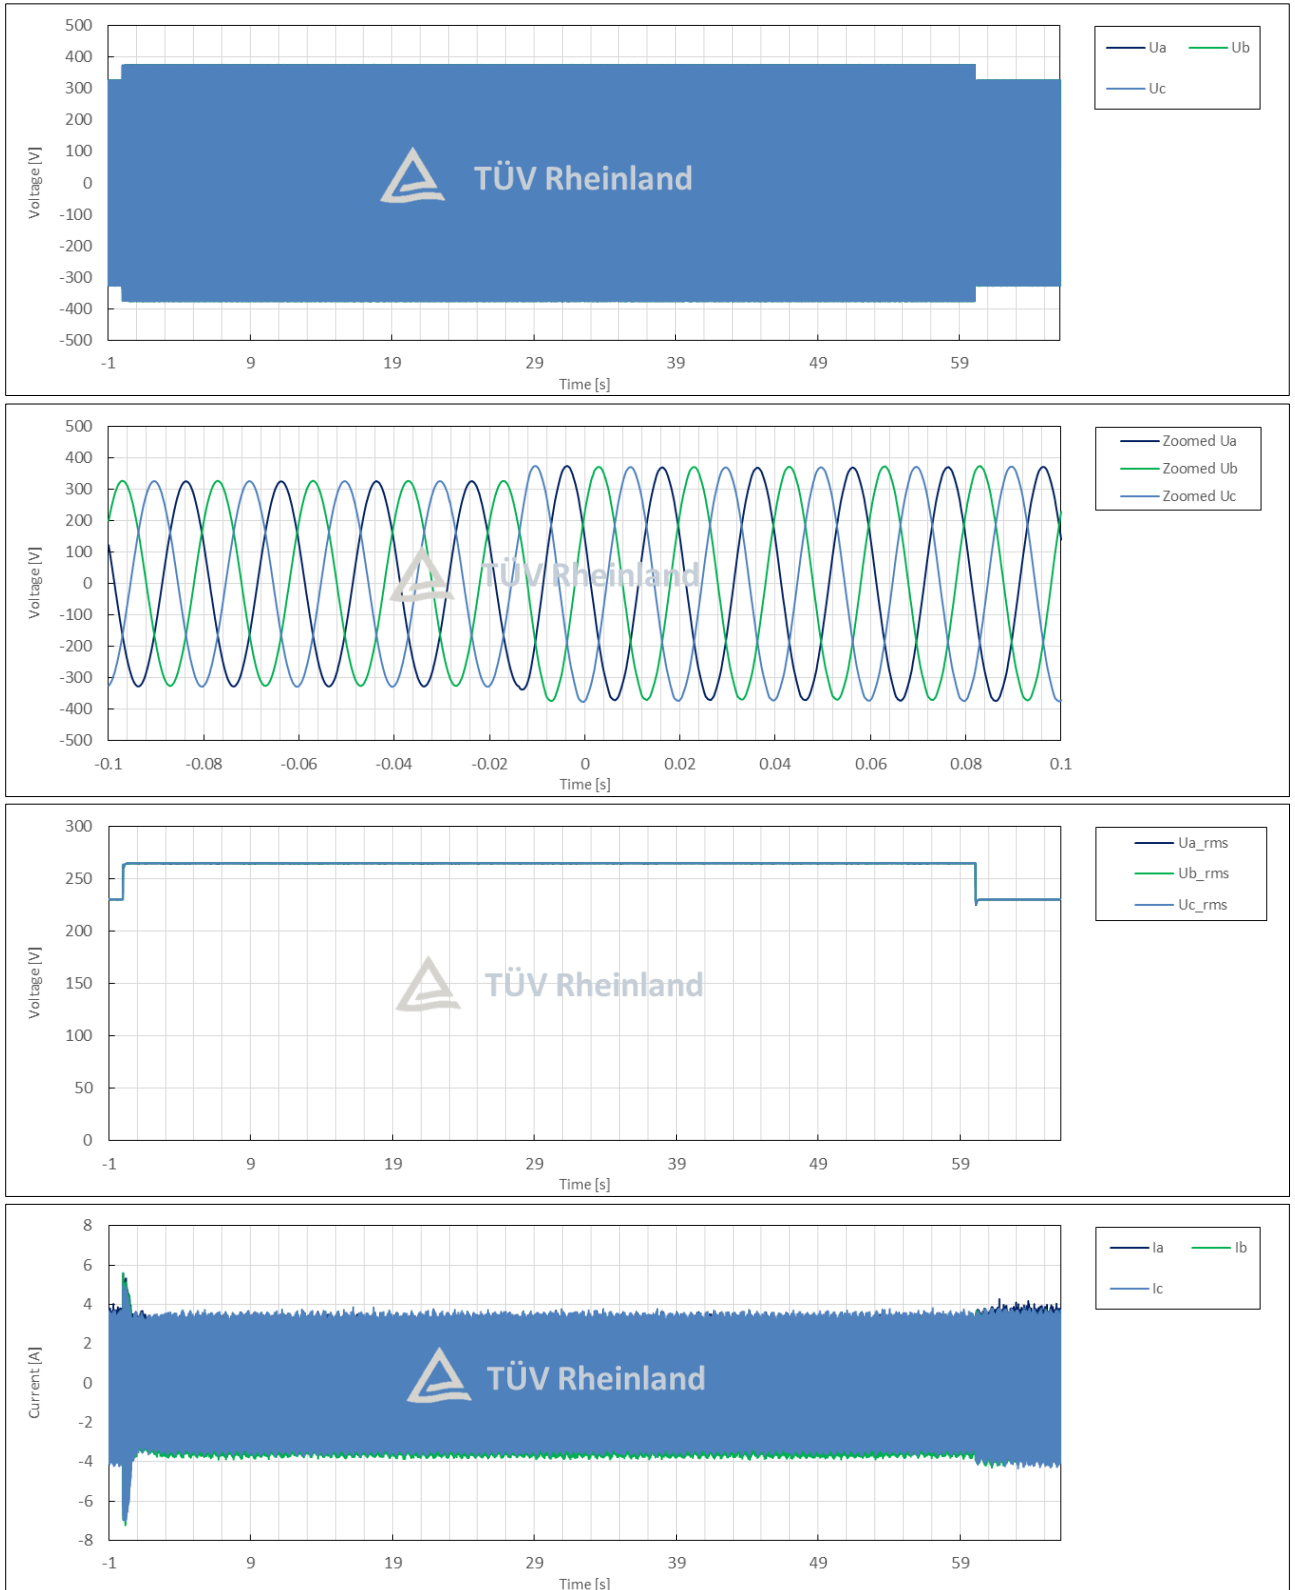 500
400
300
200
100
0
-100
-200
-300
-400
-500
Voltage [V]
-1 9 19 29 39 49 59
Time [s]
Ua Ub
Uc
TÜV Rheinland
500
400
300
200
100
0
-100
-200
-300
-400
-500
Voltage [V]
-0.1 -0.08 -0.06 -0.04 -0.02 0 0.02 0.04 0.06 0.08 0.1
Time [s]
Zoomed Ua
Zoomed Ub
Zoomed Uc
TÜV Rheinland
300
250
200
150
100
50
0
Voltage [V]
-1 9 19 29 39 49 59
Time [s]
Ua_rms
Ub_rms
Uc_rms
TÜV Rheinland
8
6
4
2
0
-2
-4
-6
-8
Current [A]
-1 9 19 29 39 49 59
Time [s]
Ia Ib
Ic
TÜV Rheinland